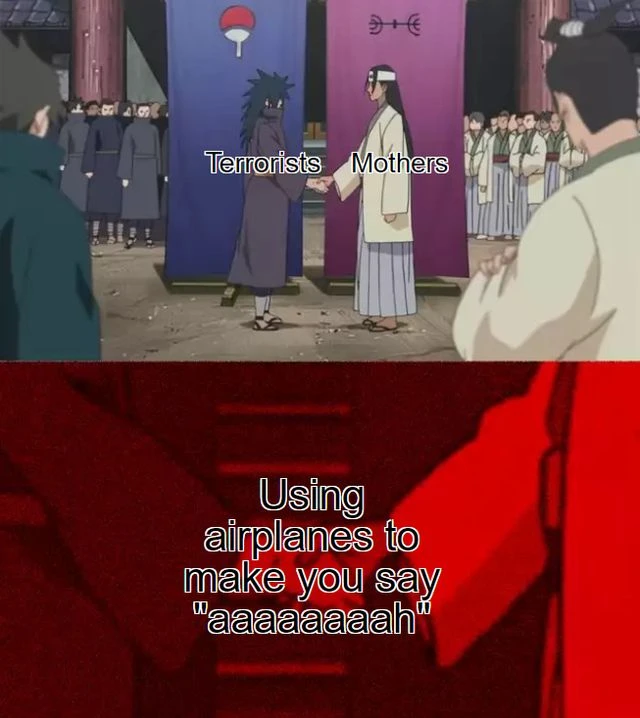 Terrorists Mothers
Using
airplanes to
make you say
"aaaaaaaah"